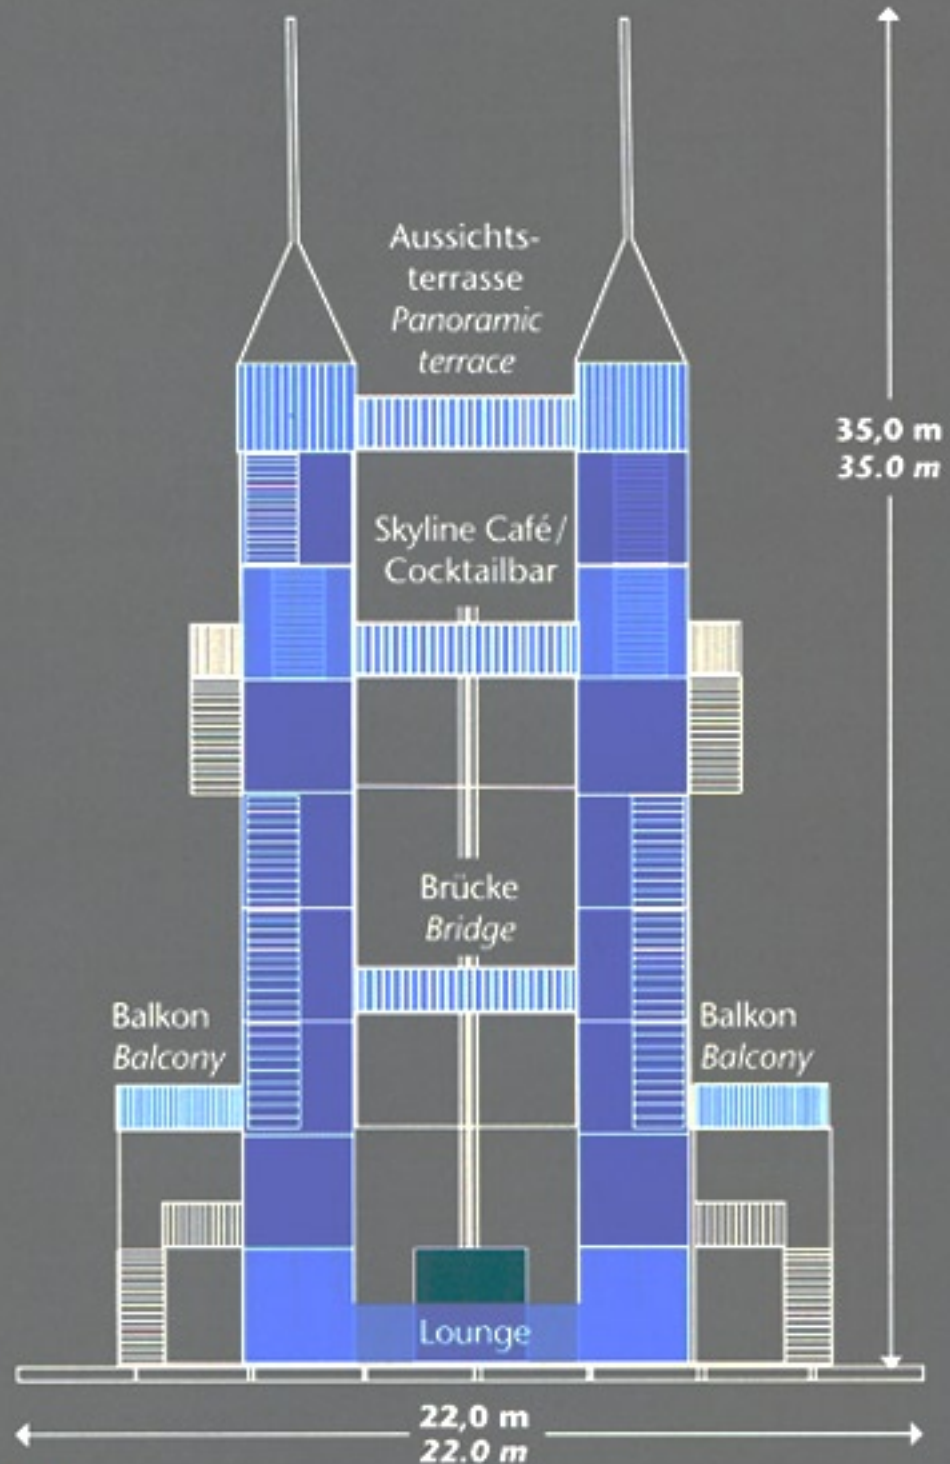 Aussichts-
terrasse
Panoramic
terrace
35,0 m
35.0 m
Skyline Café/
Cocktailbar
Brücke
Bridge
Balkon
Balcony
Balkon
Balcony
Lounge
22,0 m
22.0 m